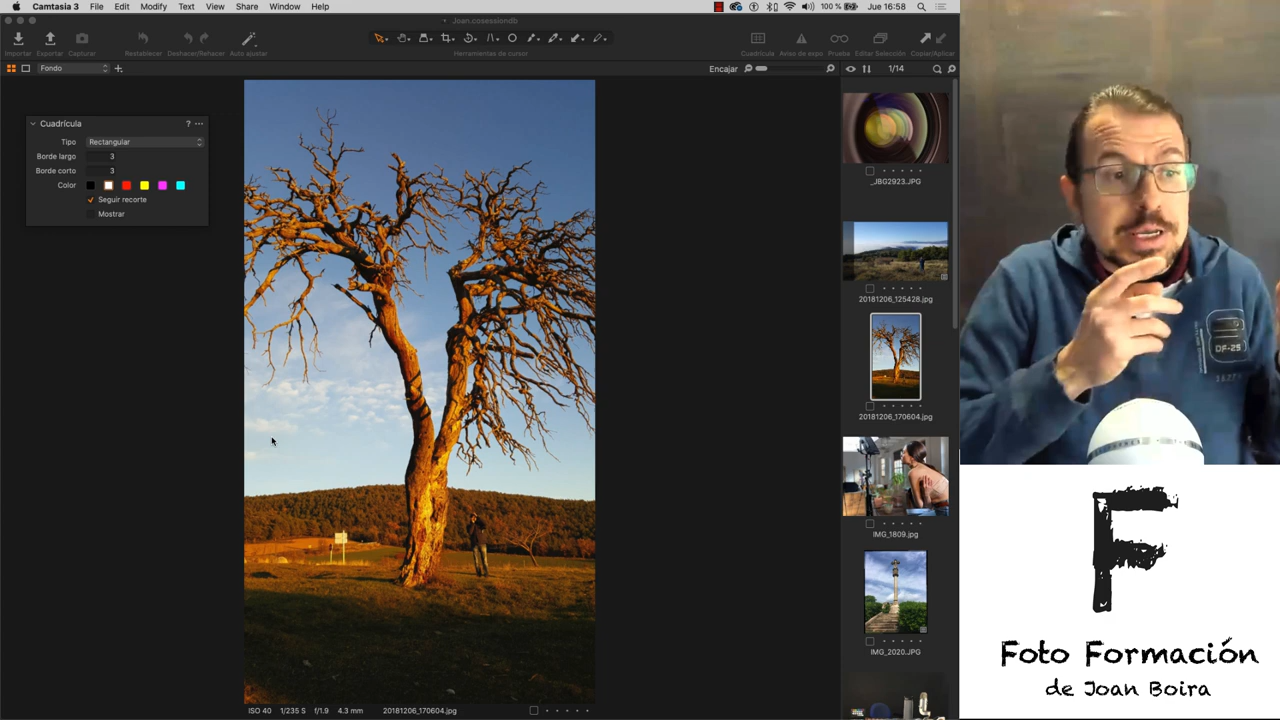 Camtasia 3 File Edit Modify Text View Share Window Help
100 % Jue 16:58
Joan.cosessiondb
Importar Exportar Capturar Restablecer Deshacer/Rehacer Auto ajustar Herramientas de cursor Cuadrícula Aviso de expo Prueba Editar Selección Copiar/Aplicar
Fondo Encajar 1/14
Cuadrícula ? ...
Tipo Rectangular
Borde largo 3
Borde corto 3
Color
Seguir recorte
Mostrar
_JBG2923.JPG
20181206_125428.jpg
20181206_170604.jpg
IMG_1809.jpg
IMG_2020.JPG
ISO 40 1/235 S f/1.9 4.3 mm 20181206_170604.jpg
DF-25
F
Foto Formación
de Joan Boira